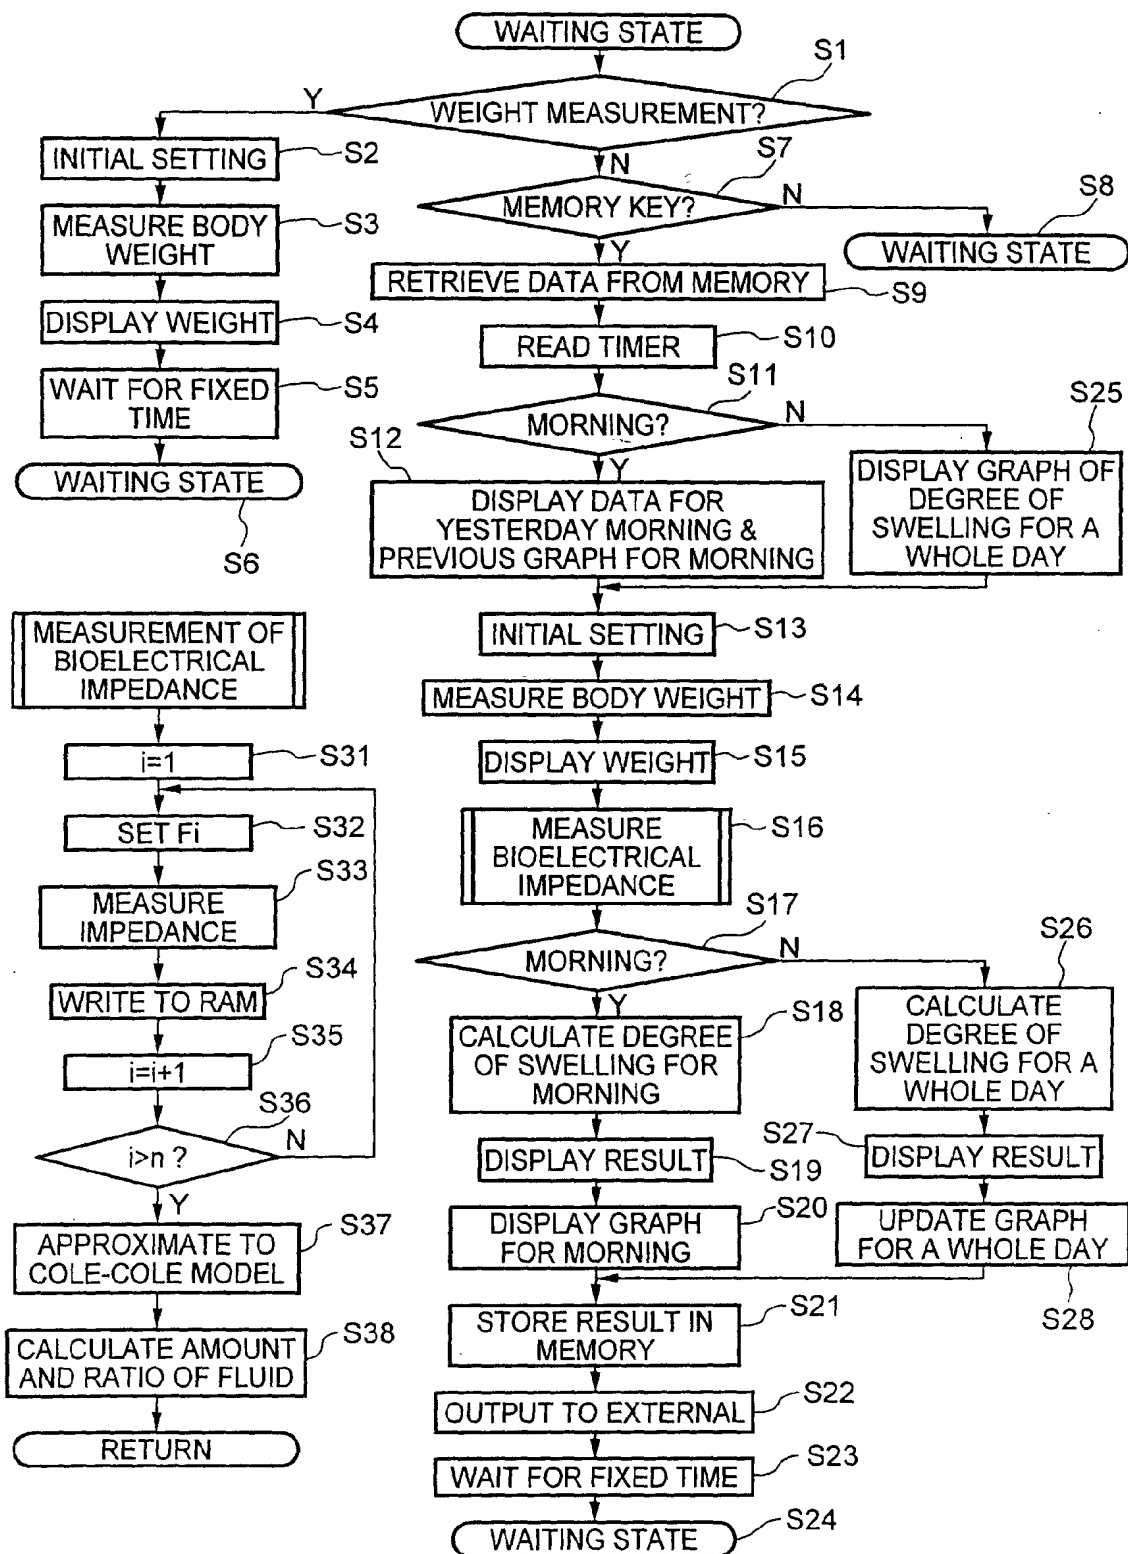 WAITING STATE
S1
Y
WEIGHT MEASUREMENT?
N
INITIAL SETTING
S2
MEASURE BODY
WEIGHT
S3
DISPLAY WEIGHT
S4
WAIT FOR FIXED
TIME
S5
WAITING STATE
S6
S7
MEMORY KEY?
N
Y
S8
WAITING STATE
RETRIEVE DATA FROM MEMORY
S9
READ TIMER
S10
S11
MORNING?
N
Y
S12
DISPLAY DATA FOR
YESTERDAY MORNING &
PREVIOUS GRAPH FOR MORNING
S25
DISPLAY GRAPH OF
DEGREE OF
SWELLING FOR A
WHOLE DAY
INITIAL SETTING
S13
MEASURE BODY WEIGHT
S14
DISPLAY WEIGHT
S15
MEASURE
BIOELECTRICAL
IMPEDANCE
S16
S17
MORNING?
N
Y
CALCULATE DEGREE
OF SWELLING FOR
MORNING
S18
DISPLAY RESULT
S19
DISPLAY GRAPH
FOR MORNING
S20
S26
CALCULATE
DEGREE OF
SWELLING FOR A
WHOLE DAY
S27
DISPLAY RESULT
UPDATE GRAPH
FOR A WHOLE DAY
S28
STORE RESULT IN
MEMORY
S21
OUTPUT TO EXTERNAL
S22
WAIT FOR FIXED TIME
S23
WAITING STATE
S24
MEASUREMENT OF
BIOELECTRICAL
IMPEDANCE
i=1
S31
SET Fi
S32
S33
MEASURE
IMPEDANCE
S34
WRITE TO RAM
S35
i=i+1
S36
i>n ?
N
Y
S37
APPROXIMATE TO
COLE-COLE MODEL
S38
CALCULATE AMOUNT
AND RATIO OF FLUID
RETURN